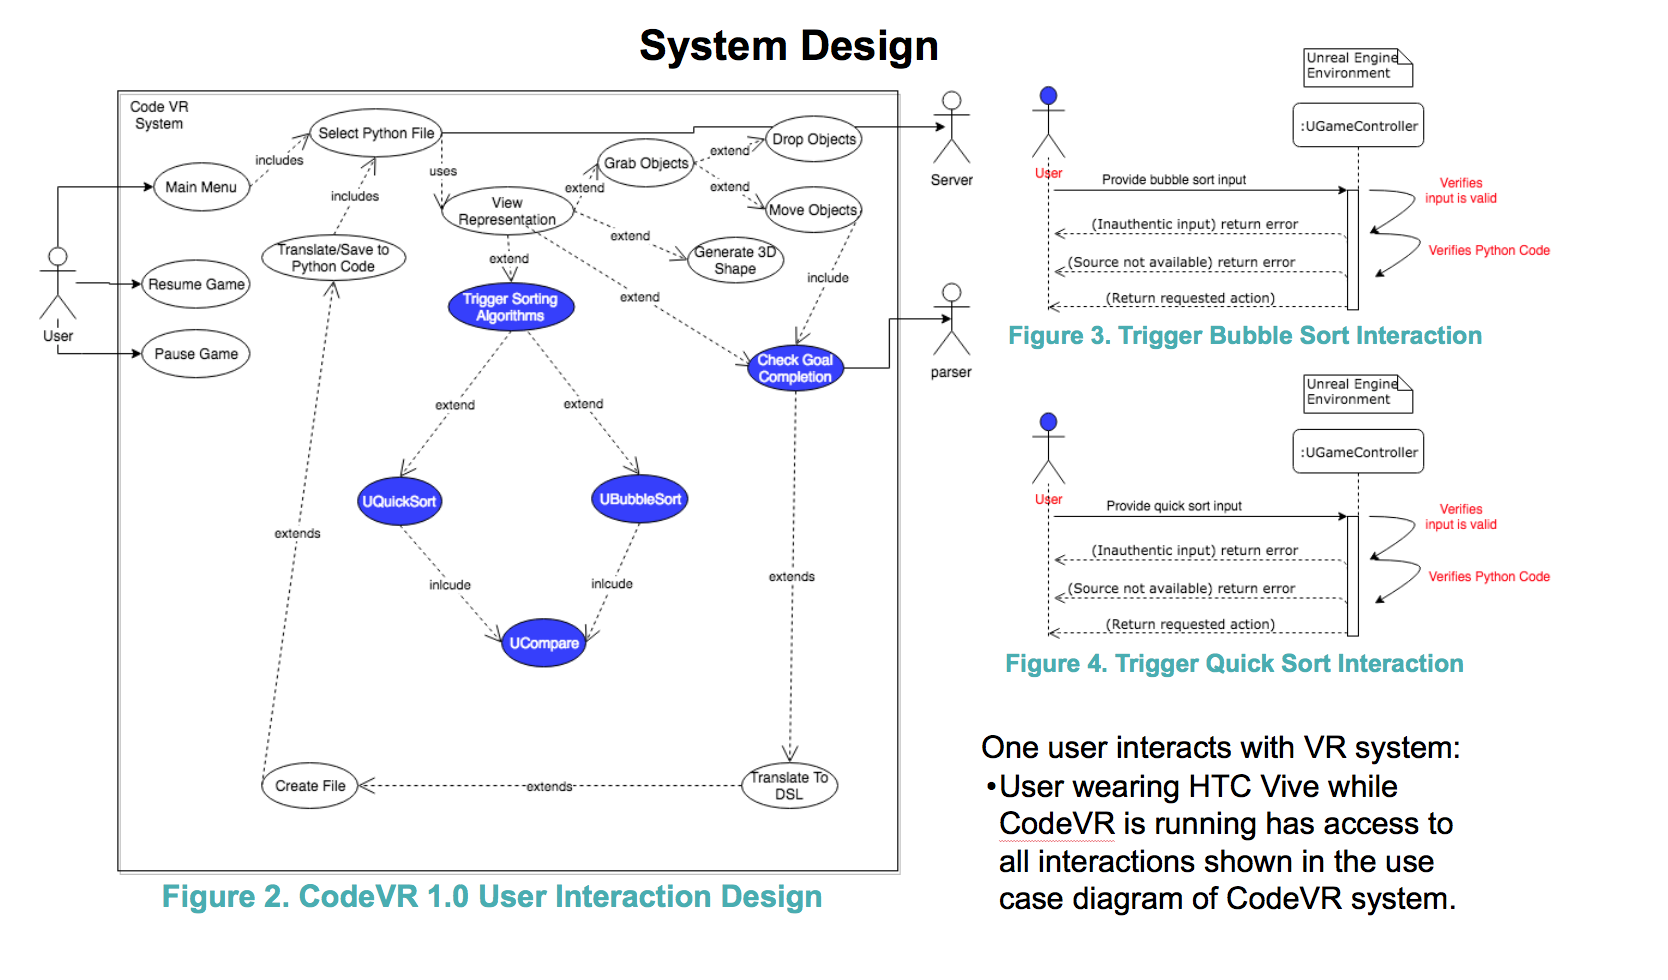 System Design
Code VR
System
Select Python File
includes
Main Menu
includes
uses
Translate/Save to
Python Code
Resume Game
User
Pause Game
View
Representation
Grab Objects
extend
extend
Drop Objects
extend
Move Objects
extend
Generate 3D
Shape
extend
Trigger Sorting
Algorithms
extend
include
Check Goal
Completion
extend
extend
UQuickSort
UBubbleSort
inlcude
inlcude
UCompare
extends
extends
Create File
extends
Translate To
DSL
Server
parser
Figure 2. CodeVR 1.0 User Interaction Design
Unreal Engine
Environment
:UGameController
User
Provide bubble sort input
Verifies
input is valid
(Inauthentic input) return error
Verifies Python Code
(Source not available) return error
(Return requested action)
Figure 3. Trigger Bubble Sort Interaction
Unreal Engine
Environment
:UGameController
User
Provide quick sort input
Verifies
input is valid
(Inauthentic input) return error
Verifies Python Code
(Source not available) return error
(Return requested action)
Figure 4. Trigger Quick Sort Interaction
One user interacts with VR system:
•User wearing HTC Vive while
CodeVR is running has access to
all interactions shown in the use
case diagram of CodeVR system.